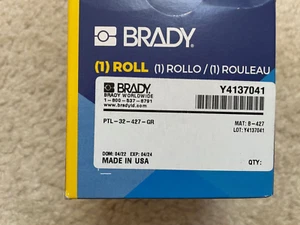 BRADY.
(1) ROLL (1) ROLLO / (1) ROULEAU
BRADY Y4137041
BRADY WORLDWIDE
1-800-537-8791
www.bradyid.com
PTL-32-427-GR MAT: B-427
LOT: Y4137041
DOM: 04/22 EXP: 04/24
MADE IN USA QTY: